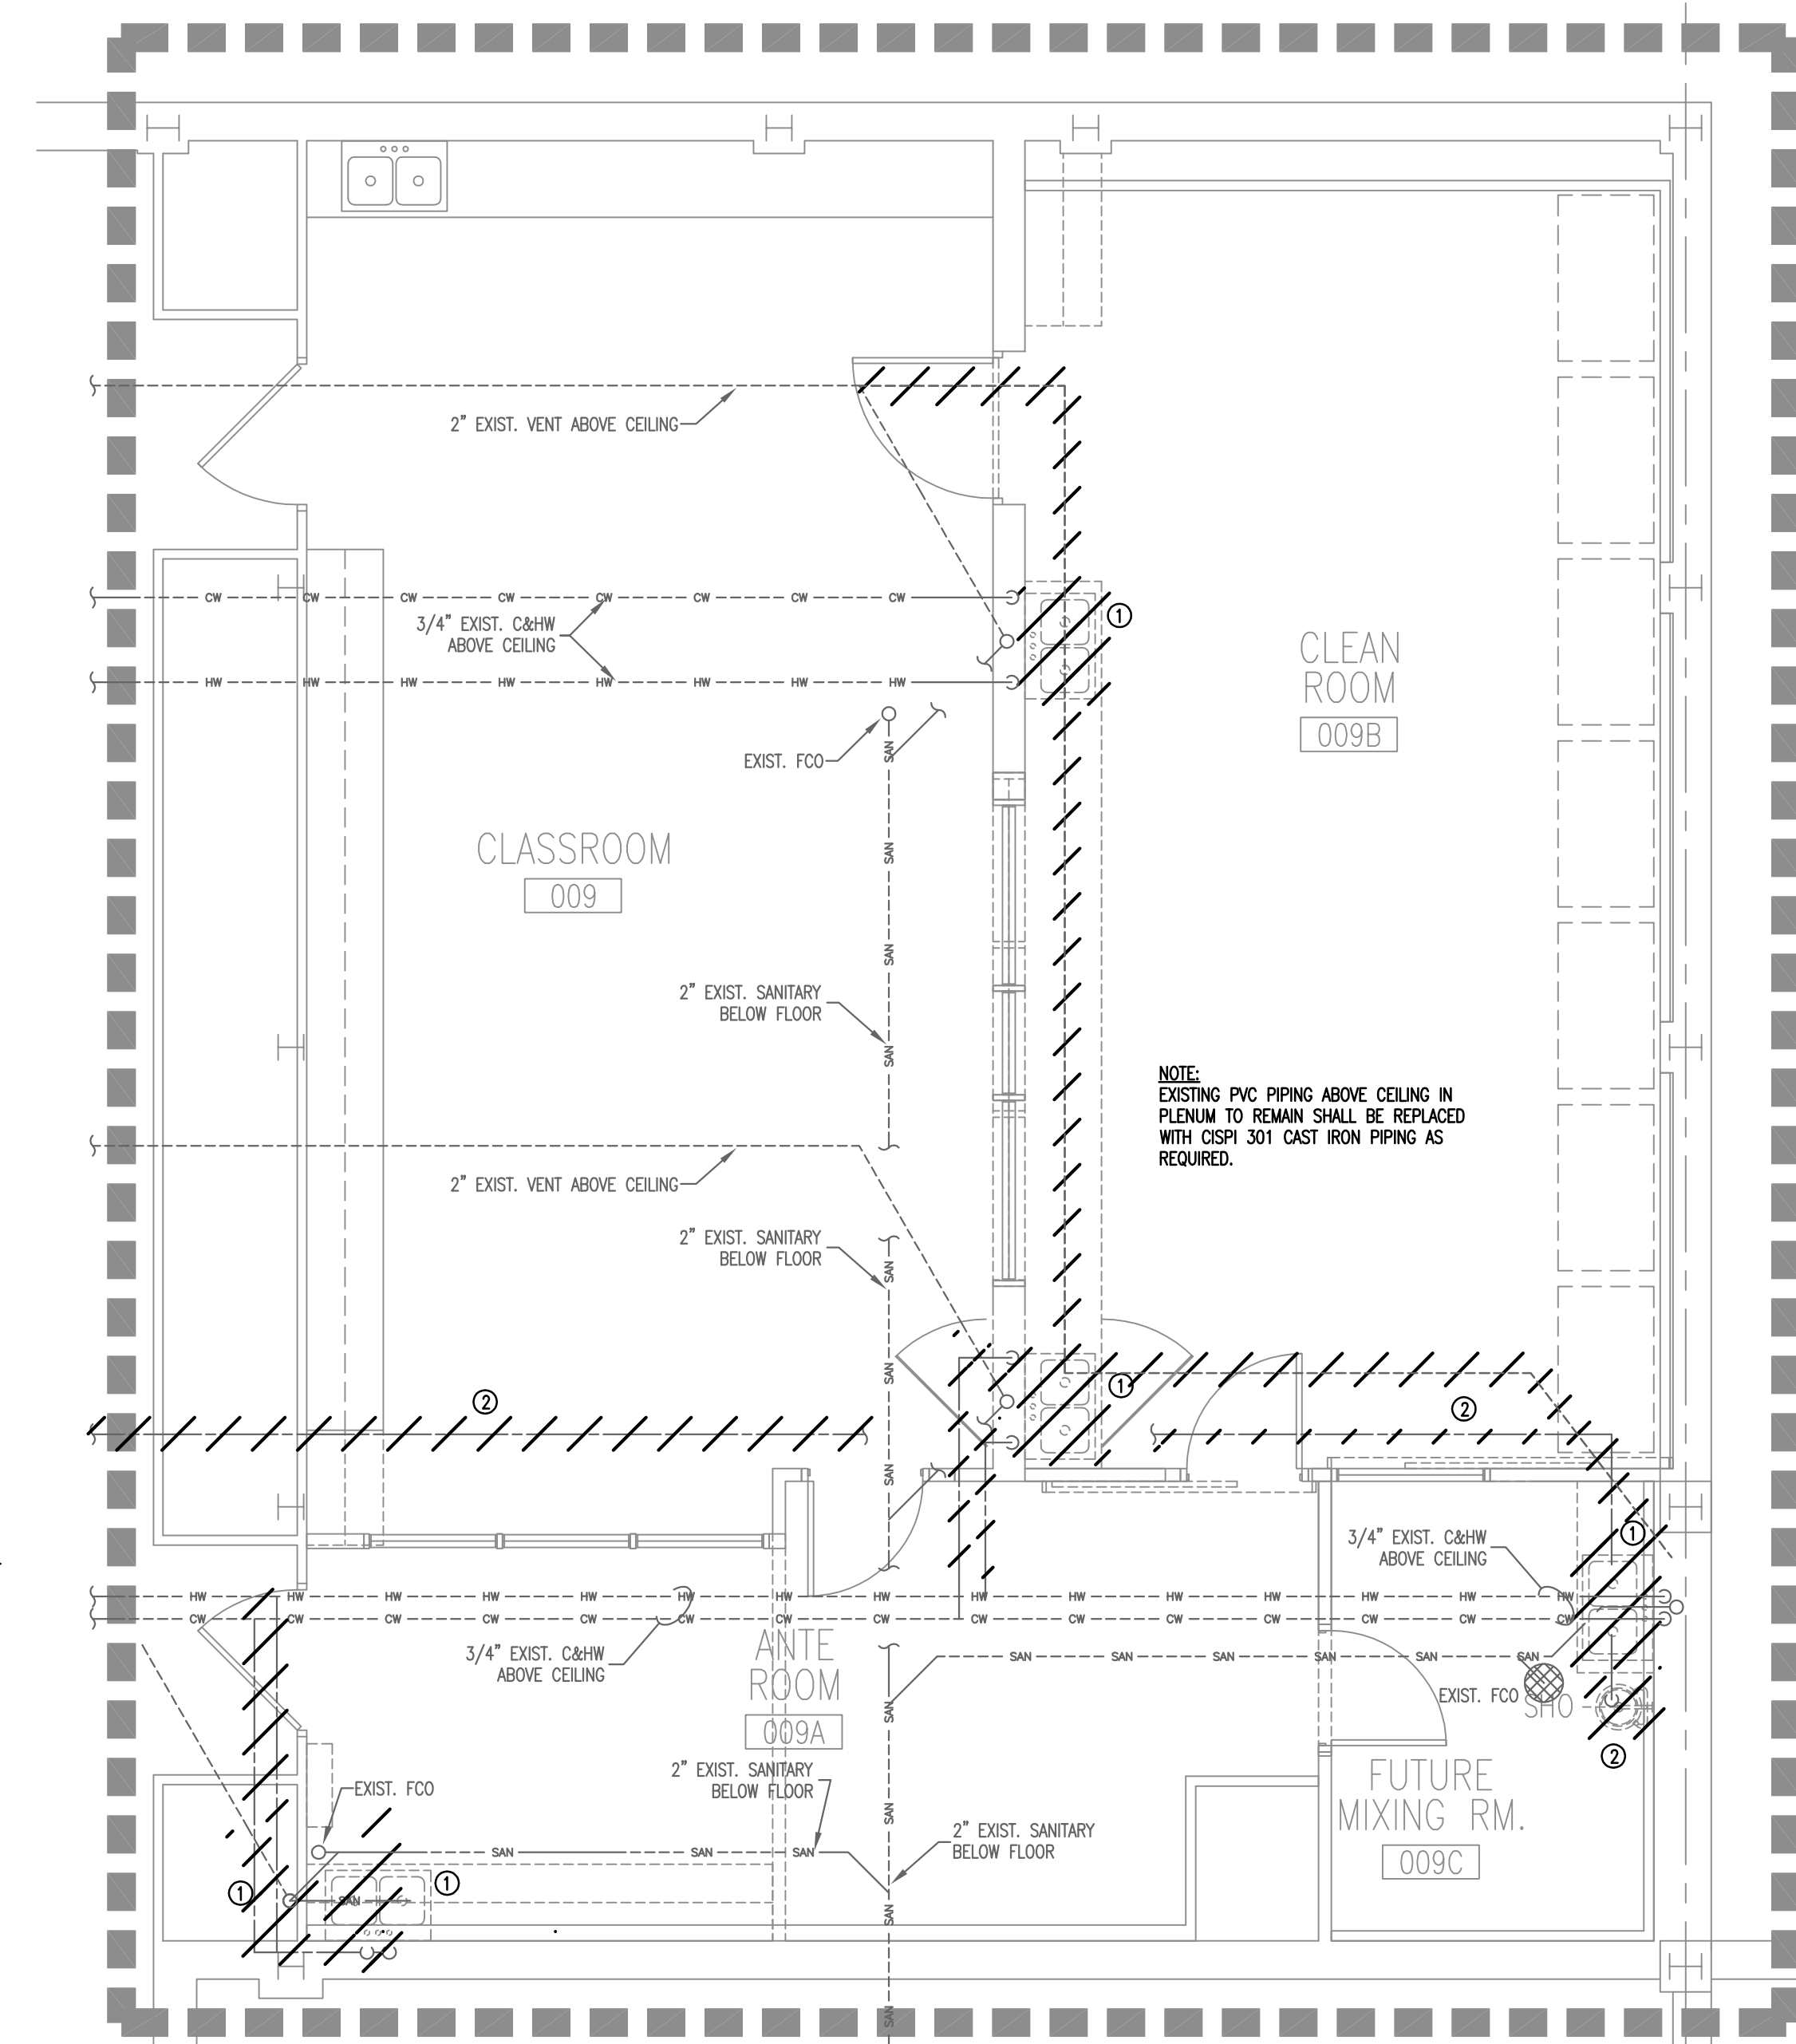 2" EXIST. VENT ABOVE CEILING
CW CW CW CW CW CW CW CW
3/4" EXIST. C&HW
ABOVE CEILING
HW HW HW HW HW HW HW HW
1
CLEAN
ROOM
009B
EXIST. FCO
SAN
CLASSROOM
009
SAN
SAN
2" EXIST. SANITARY
BELOW FLOOR
SAN
NOTE:
EXISTING PVC PIPING ABOVE CEILING IN
PLENUM TO REMAIN SHALL BE REPLACED
WITH CISPI 301 CAST IRON PIPING AS
REQUIRED.
2" EXIST. VENT ABOVE CEILING
2" EXIST. SANITARY
BELOW FLOOR
SAN
SAN
1
2
2
SAN
1
3/4" EXIST. C&HW
ABOVE CEILING
HW HW HW HW HW HW HW HW HW HW HW HW HW HW HW
CW CW CW CW CW CW CW CW CW CW CW CW CW CW
3/4" EXIST. C&HW
ABOVE CEILING
ANTE
ROOM
009A
SAN SAN SAN SAN SAN SAN
EXIST. FCO
SHO
2
SAN
2" EXIST. SANITARY
BELOW FLOOR
EXIST. FCO
FUTURE
MIXING RM.
009C
SAN
2" EXIST. SANITARY
BELOW FLOOR
SAN SAN SAN
1
1
SAN
SAN
SAN